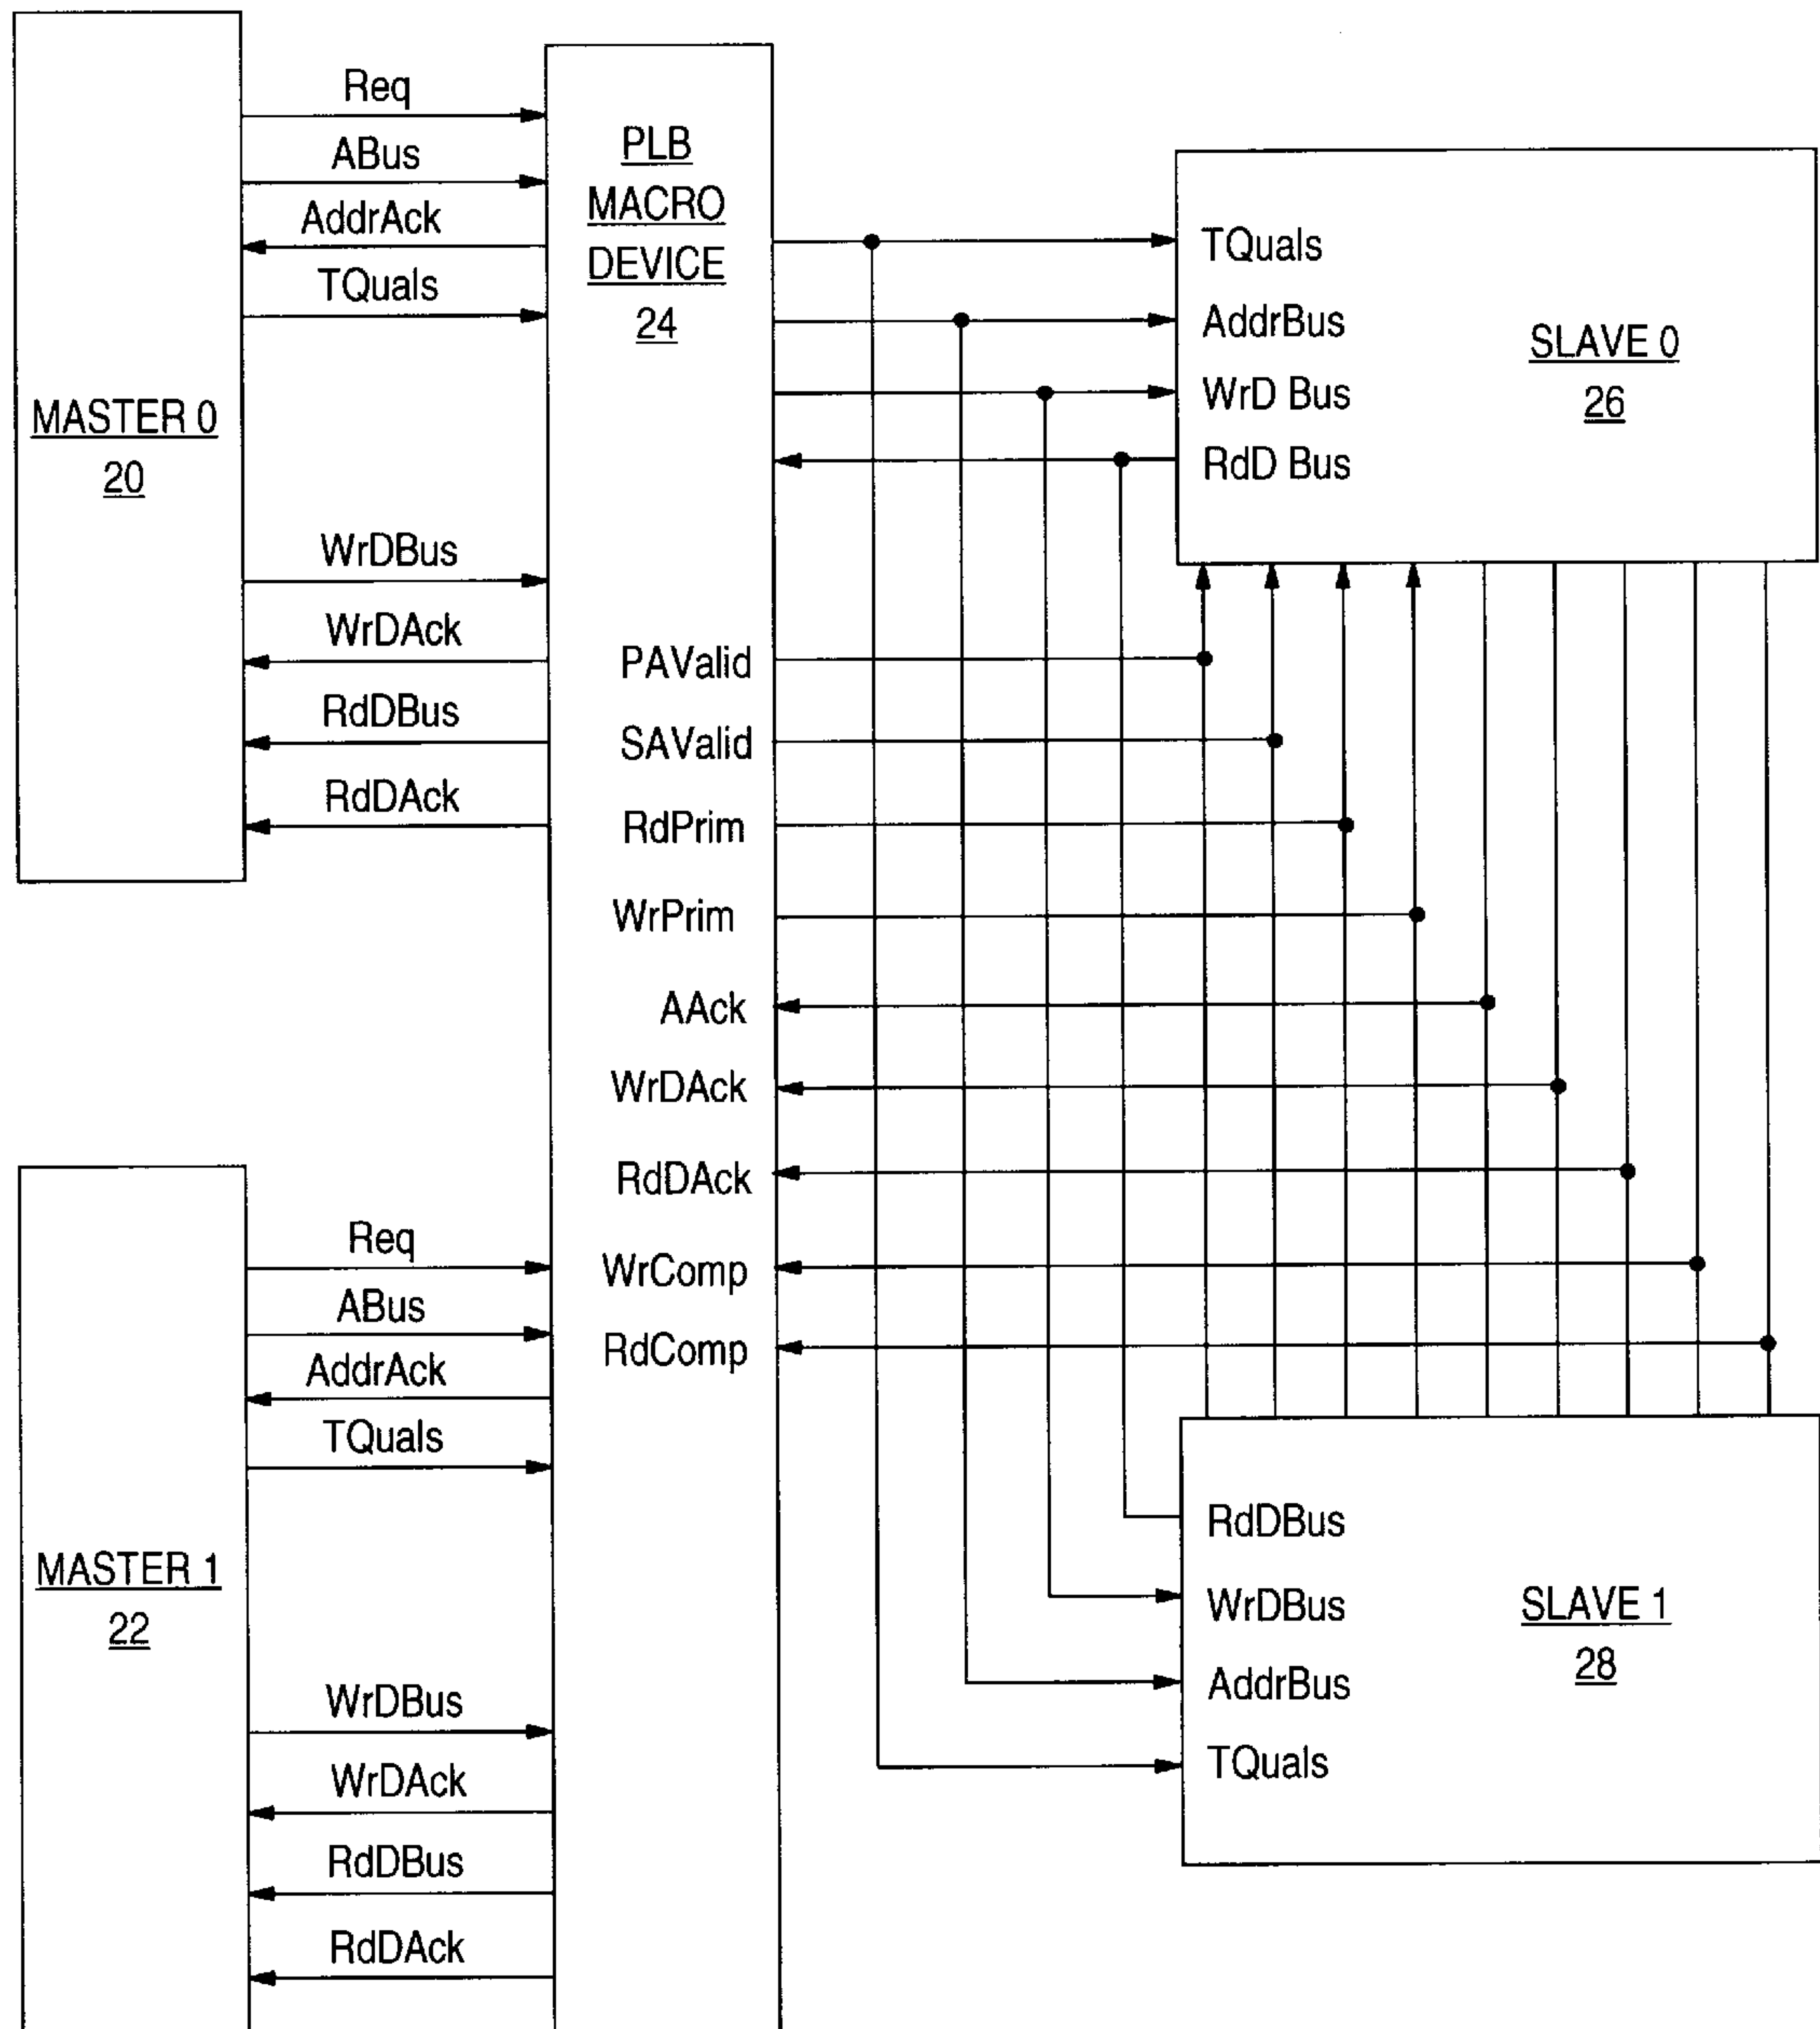 Req
ABus
AddrAck
TQuals
MASTER 0
20
WrDBus
WrDAck
RdDBus
RdDAck
PLB
MACRO
DEVICE
24
TQuals
AddrBus
WrD Bus
RdD Bus
SLAVE 0
26
PAValid
SAValid
RdPrim
WrPrim
AAck
WrDAck
RdDAck
WrComp
RdComp
Req
ABus
AddrAck
TQuals
MASTER 1
22
WrDBus
WrDAck
RdDBus
RdDAck
RdDBus
WrDBus
AddrBus
TQuals
SLAVE 1
28